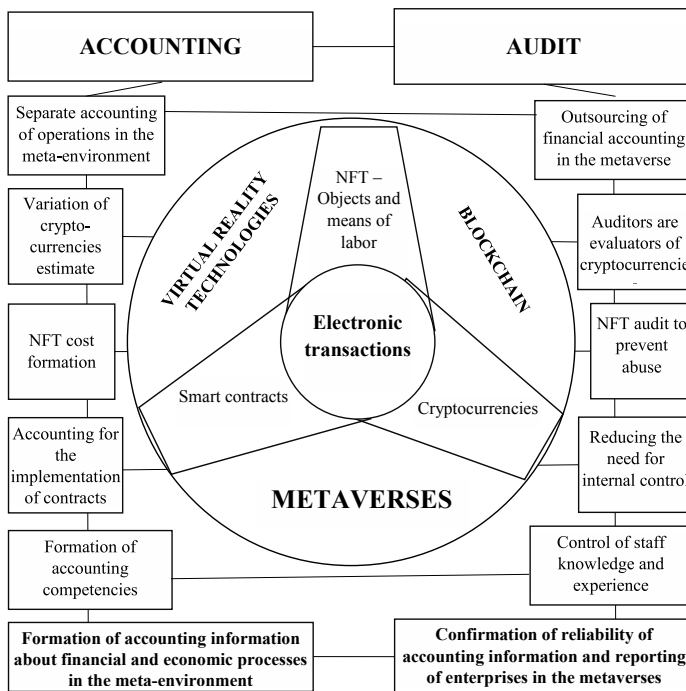 ACCOUNTING
AUDIT
Separate accounting
of operations in the
meta-environment
Variation of
crypto-
currencies
estimate
NFT cost
formation
Accounting for
the
implementation
of contracts
Formation of
accounting
competencies
Formation of accounting information
about financial and economic processes
in the meta-environment
VIRTUAL REALITY
TECHNOLOGIES
NFT –
Objects and
means of
labor
BLOCKCHAIN
Electronic
transactions
Smart contracts
Cryptocurrencies
METAVERSES
Outsourcing of
financial accounting
in the metaverse
Auditors are
evaluators of
cryptocurrencie
NFT audit to
prevent
abuse
Reducing the
need for
internal control
Control of staff
knowledge and
experience
Confirmation of reliability of
accounting information and reporting
of enterprises in the metaverses